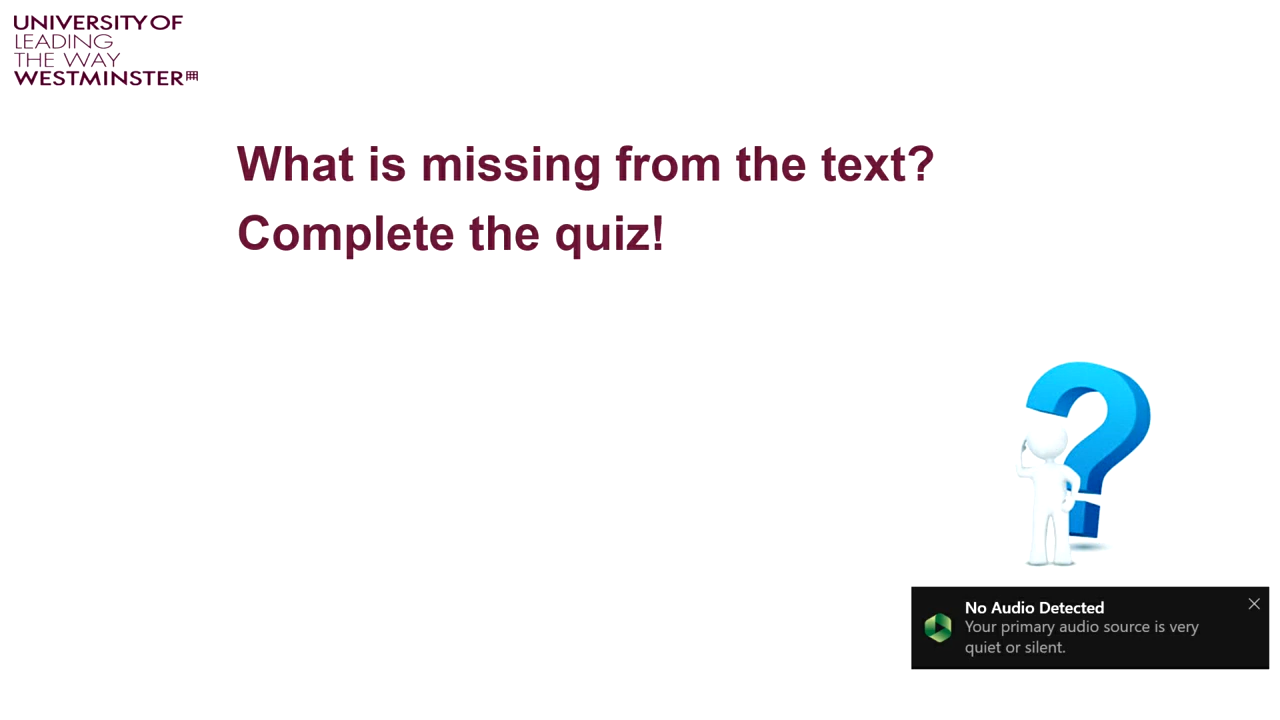 UNIVERSITY OF
LEADING
THE WAY
WESTMINSTER
What is missing from the text?
Complete the quiz!
No Audio Detected
Your primary audio source is very
quiet or silent.